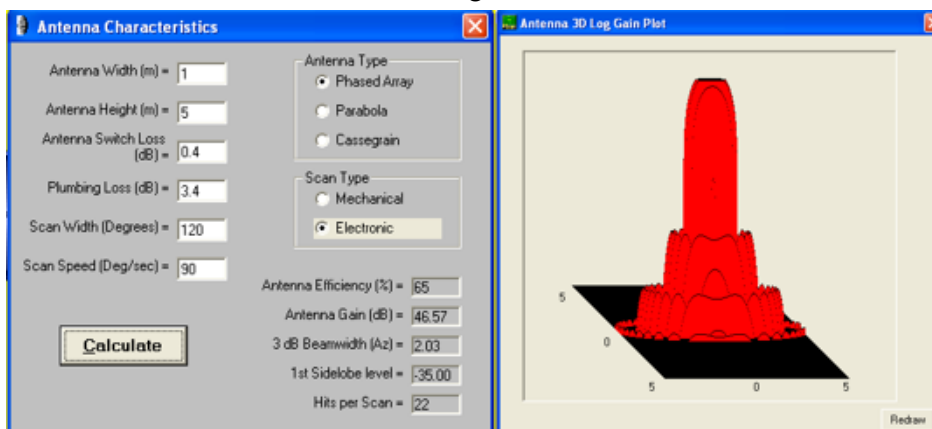 Antenna Characteristics
Antenna Width (m) = 1
Antenna Height (m) = 5
Antenna Switch Loss
(dB) = 0.4
Plumbing Loss (dB) = 3.4
Scan Width (Degrees) = 120
Scan Speed (Deg/sec) = 90
Calculate
Antenna Type
Phased Array
Parabola
Cassegrain
Scan Type
Mechanical
Electronic
Antenna Efficiency (%) = 65
Antenna Gain (dB) = 46.57
3 dB Beamwidth (Az) = 2.03
1st Sidelobe level = -35.00
Hits per Scan = 22
Antenna 3D Log Gain Plot
5
0
5 0 5
Redraw